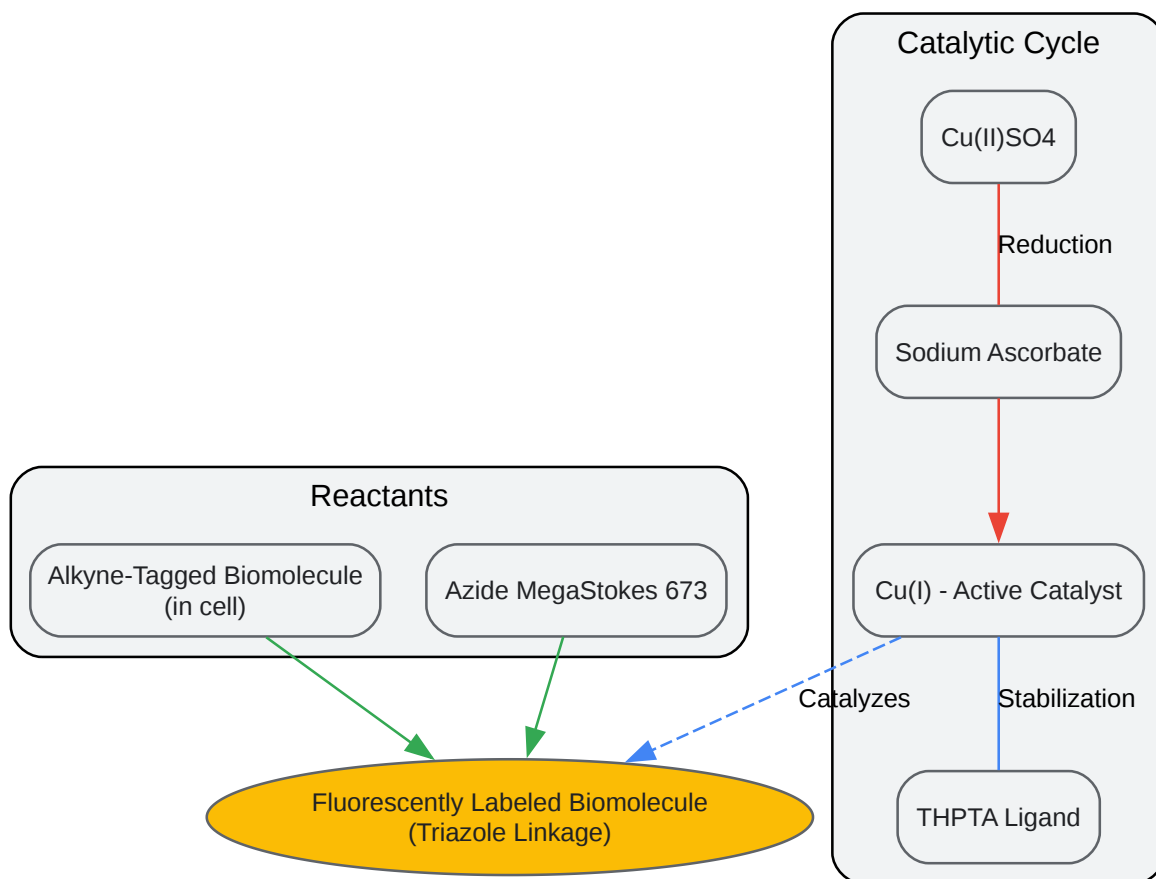 Catalytic Cycle
Cu(II)SO4
Reduction
Sodium Ascorbate
Reactants
Alkyne-Tagged Biomolecule
(in cell)
Azide MegaStokes 673
Cu(I) - Active Catalyst
Catalyzes
Stabilization
Fluorescently Labeled Biomolecule
(Triazole Linkage)
THPTA Ligand